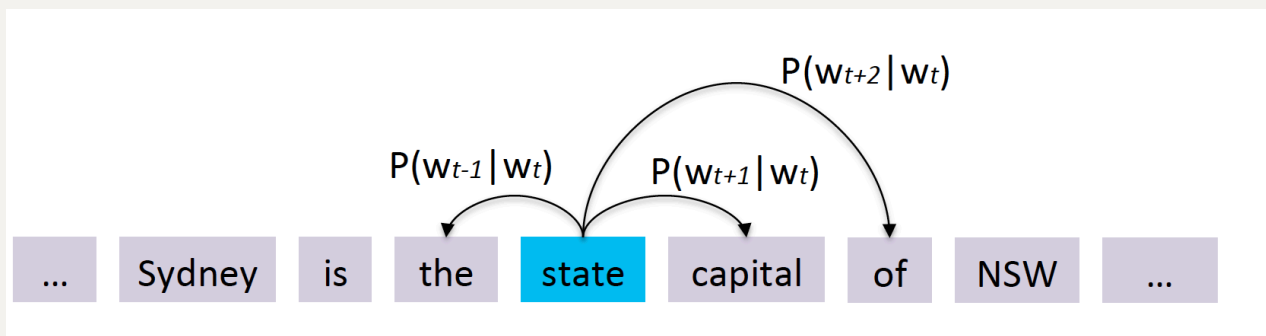 P(wt+2|wt)
P(wt-1|wt) P(wt+1|wt)
... Sydney is the state capital of NSW ...